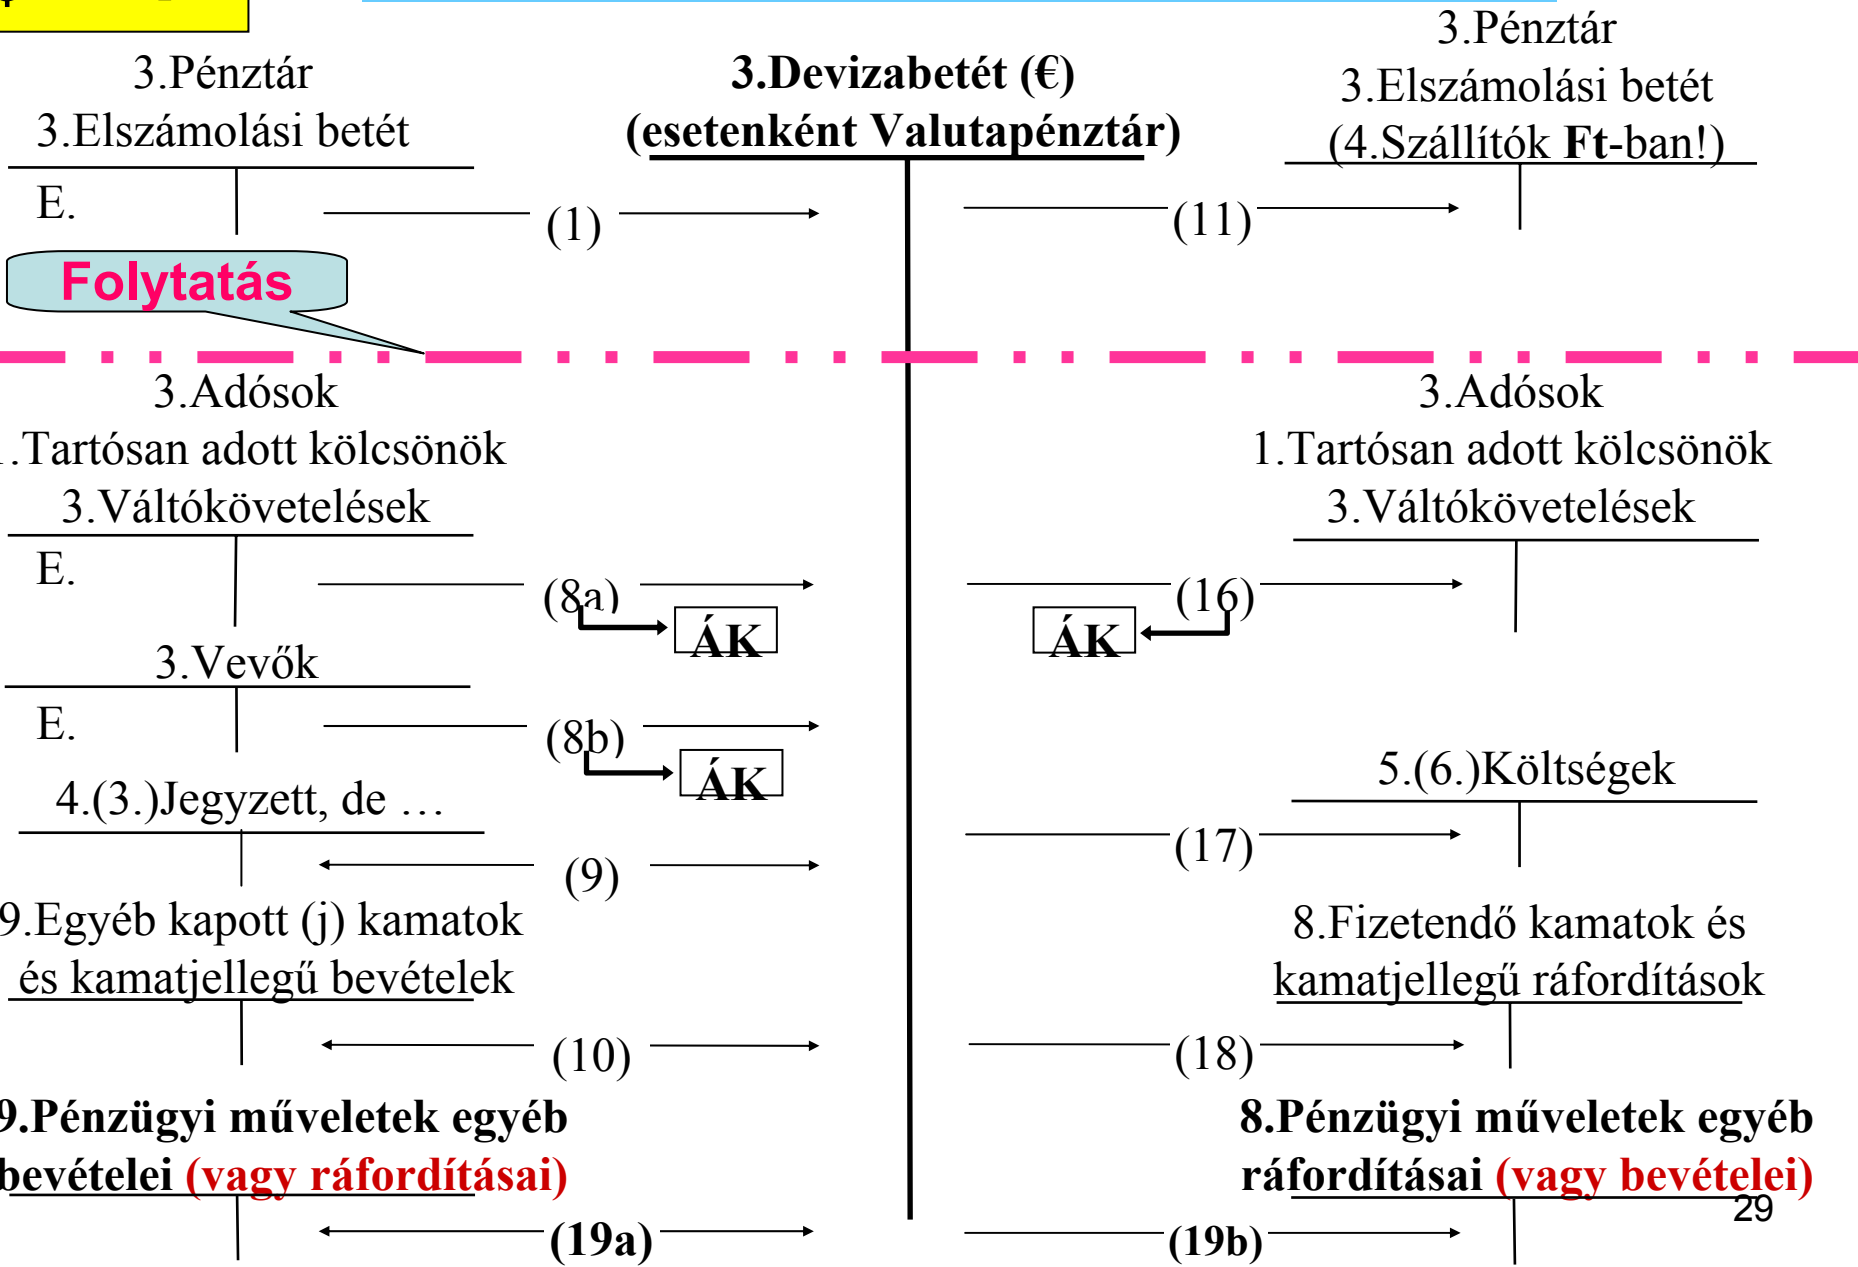 3.Pénztár
3.Elszámolási betét
E.
(1)
3.Devizabetét (€)
(esetenként Valutapénztár)
3.Pénztár
3.Elszámolási betét
(4.Szállítók Ft-ban!)
(11)
Folytatás
3.Adósok
.Tartósan adott kölcsönök
3.Váltókövetelések
E.
(8a)
ÁK
3.Adósok
1.Tartósan adott kölcsönök
3.Váltókövetelések
(16)
ÁK
3.Vevők
E.
(8b)
ÁK
4.(3.)Jegyzett, de …
(9)
5.(6.)Költségek
(17)
9.Egyéb kapott (j) kamatok
és kamatjellegű bevételek
(10)
8.Fizetendő kamatok és
kamatjellegű ráfordítások
(18)
9.Pénzügyi műveletek egyéb
bevételei (vagy ráfordításai)
(19a)
8.Pénzügyi műveletek egyéb
ráfordításai (vagy bevételei)
(19b)
29